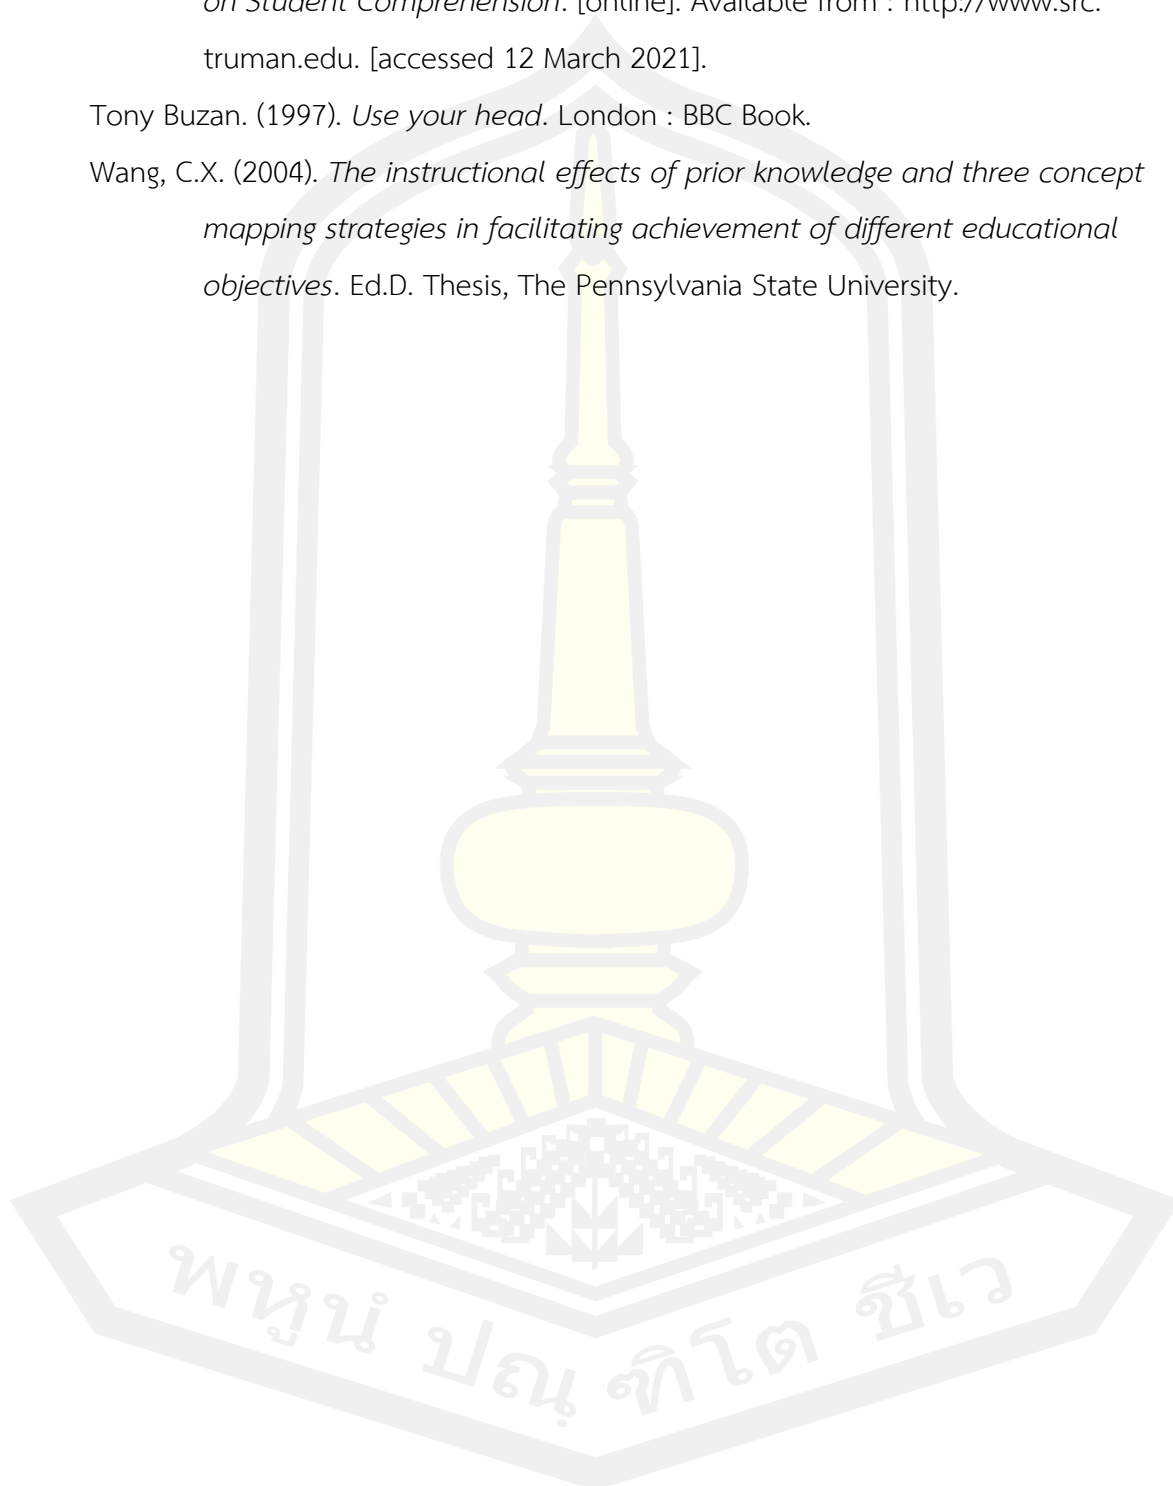 on Student Comprehension. [online]. Available from : http://www.src.
truman.edu. [accessed 12 March 2021].
Tony Buzan. (1997). Use your head. London : BBC Book.
Wang, C.X. (2004). The instructional effects of prior knowledge and three concept
mapping strategies in facilitating achievement of different educational
objectives. Ed.D. Thesis, The Pennsylvania State University.
พหูนํ ปณฺฑิโต ชีเว